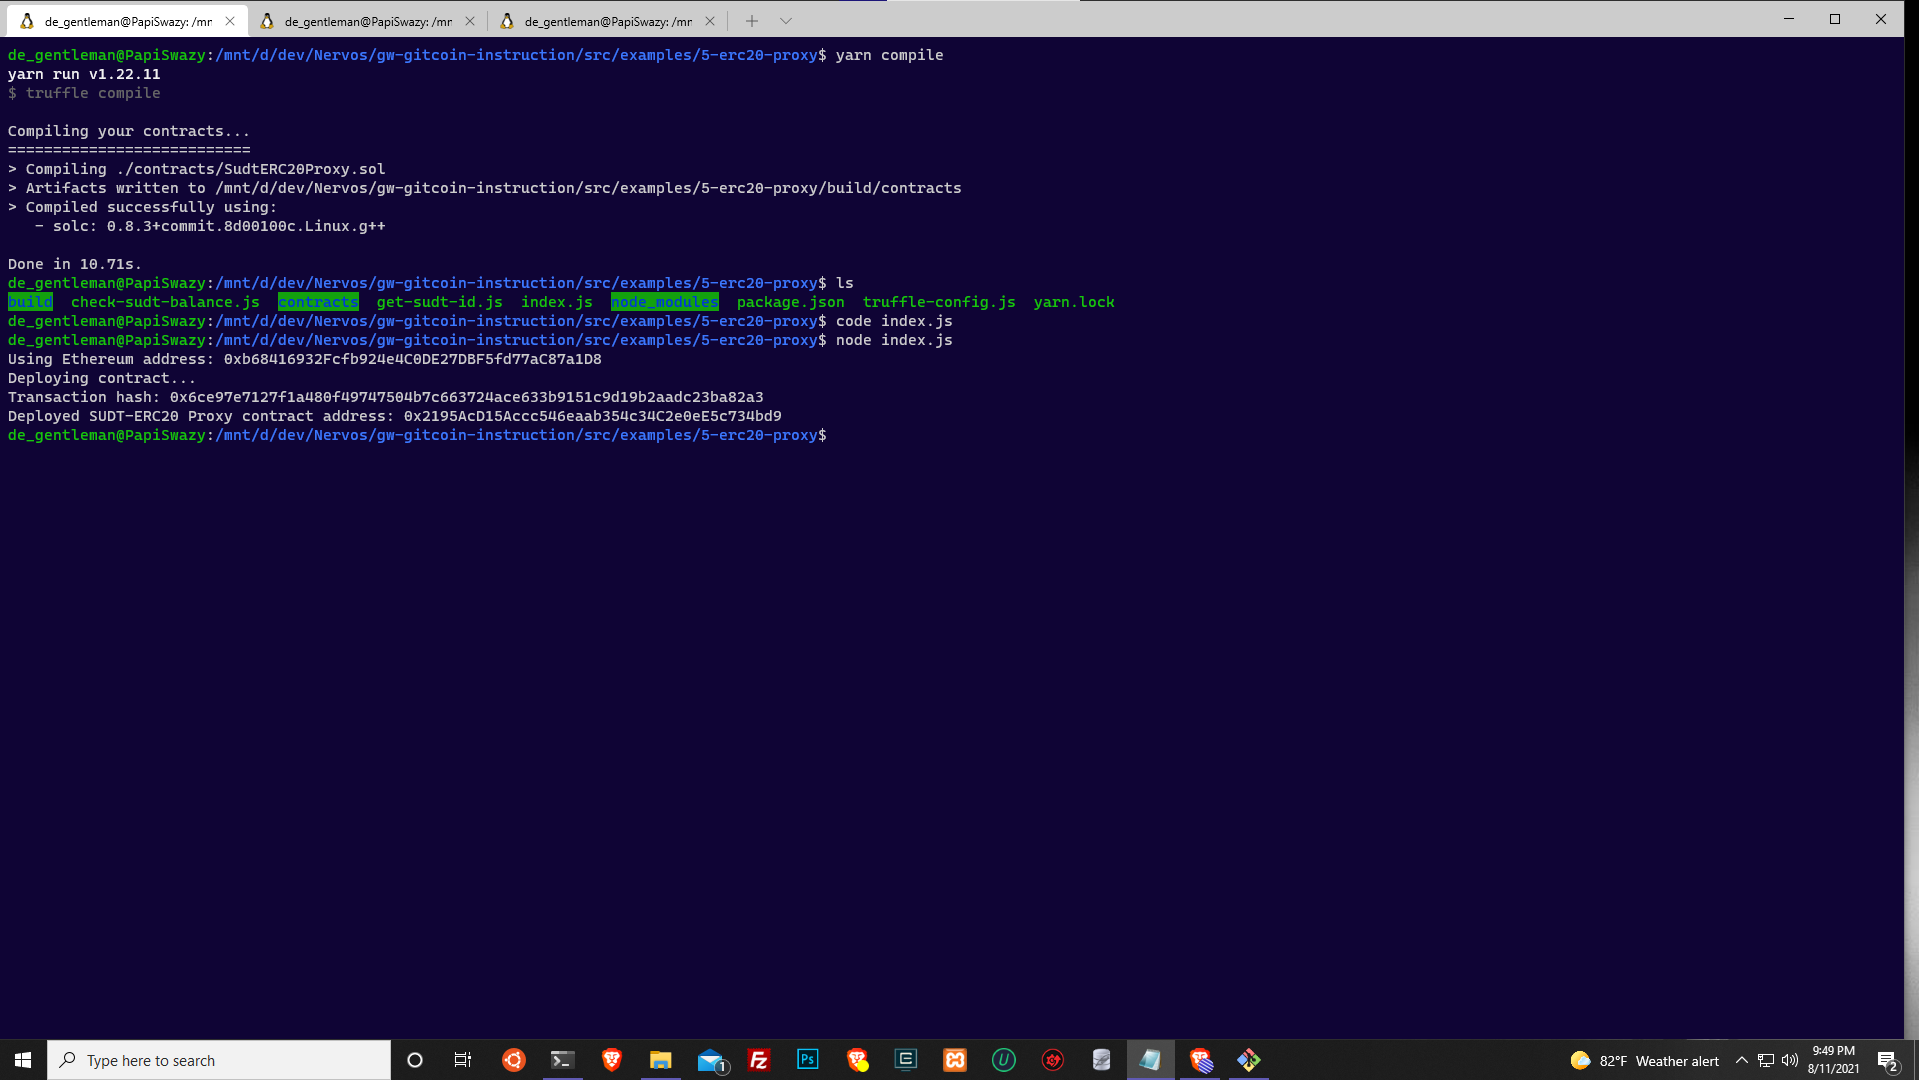 de_gentleman@PapiSwazy: /mr
de_gentleman@PapiSwazy: /mr
de_gentleman@PapiSwazy: /mr
de_gentleman@PapiSwazy:/mnt/d/dev/Nervos/gw-gitcoin-instruction/src/examples/5-erc20-proxy$ yarn compile
yarn run v1.22.11
$ truffle compile
Compiling your contracts...
===========================
> Compiling ./contracts/SudtERC20Proxy.sol
> Artifacts written to /mnt/d/dev/Nervos/gw-gitcoin-instruction/src/examples/5-erc20-proxy/build/contracts
> Compiled successfully using:
- solc: 0.8.3+commit.8d00100c.Linux.g++
Done in 10.71s.
de_gentleman@PapiSwazy:/mnt/d/dev/Nervos/gw-gitcoin-instruction/src/examples/5-erc20-proxy$ ls
build check-sudt-balance.js contracts get-sudt-id.js index.js node_modules package.json truffle-config.js yarn.lock
de_gentleman@PapiSwazy:/mnt/d/dev/Nervos/gw-gitcoin-instruction/src/examples/5-erc20-proxy$ code index.js
de_gentleman@PapiSwazy:/mnt/d/dev/Nervos/gw-gitcoin-instruction/src/examples/5-erc20-proxy$ node index.js
Using Ethereum address: 0xb68416932Fcfb924e4C0DE27DBF5fd77aC87a1D8
Deploying contract...
Transaction hash: 0x6ce97e7127f1a480f49747504b7c663724ace633b9151c9d19b2aadc23ba82a3
Deployed SUDT-ERC20 Proxy contract address: 0x2195AcD15Accc546eaab354c34C2e0eE5c734bd9
de_gentleman@PapiSwazy:/mnt/d/dev/Nervos/gw-gitcoin-instruction/src/examples/5-erc20-proxy$
Type here to search
1
Fz
Ps
82°F Weather alert
9:49 PM
8/11/2021
2